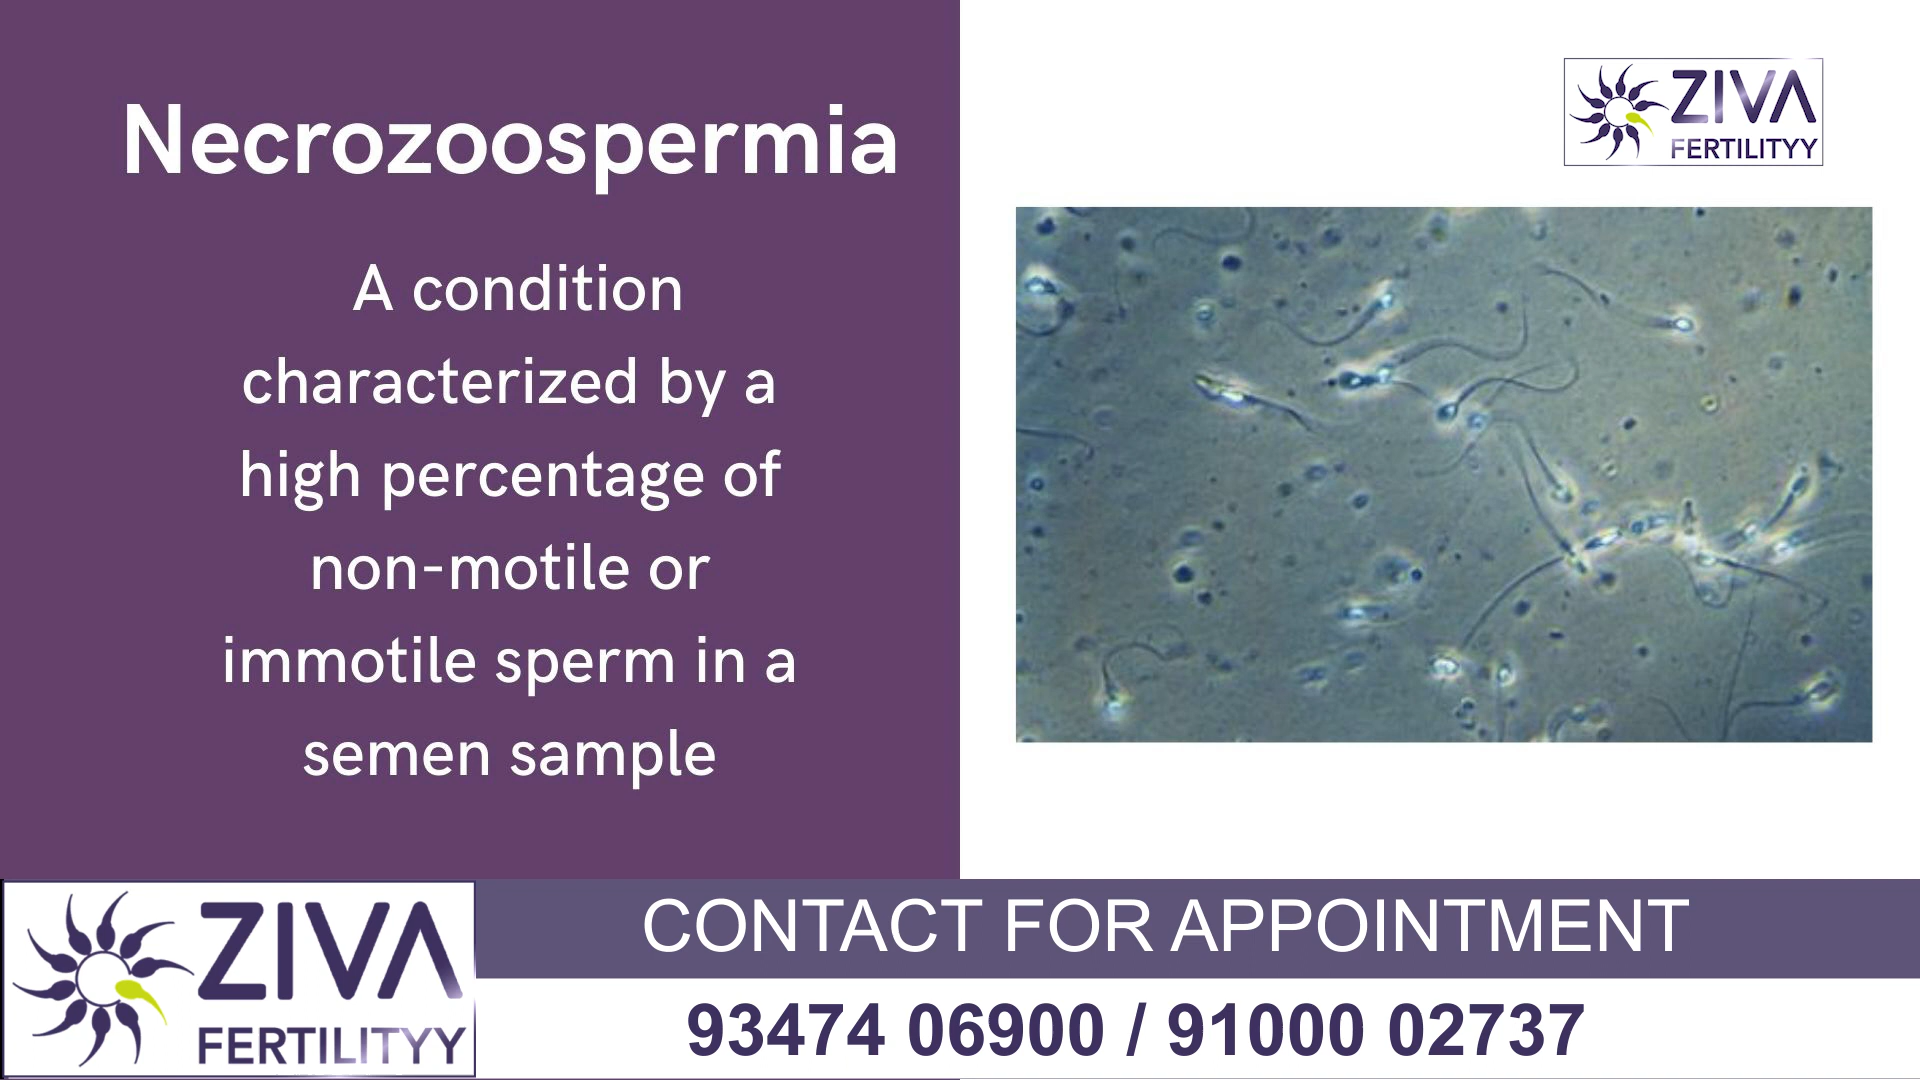 Necrozoospermia
A condition
characterized by a
high percentage of
non-motile or
immotile sperm in a
semen sample
ZIVA
FERTILITYY
ZIVA
FERTILITYY
CONTACT FOR APPOINTMENT
93474 06900 / 91000 02737